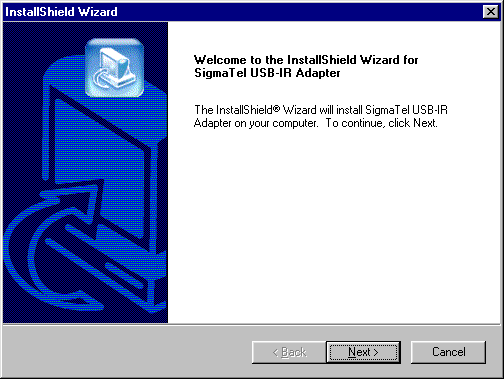 InstallShield Wizard
Welcome to the InstallShield Wizard for
SigmaTel USB-IR Adapter
The InstallShield® Wizard will install SigmaTel USB-IR
Adapter on your computer. To continue, click Next.
< Back
Next >
Cancel